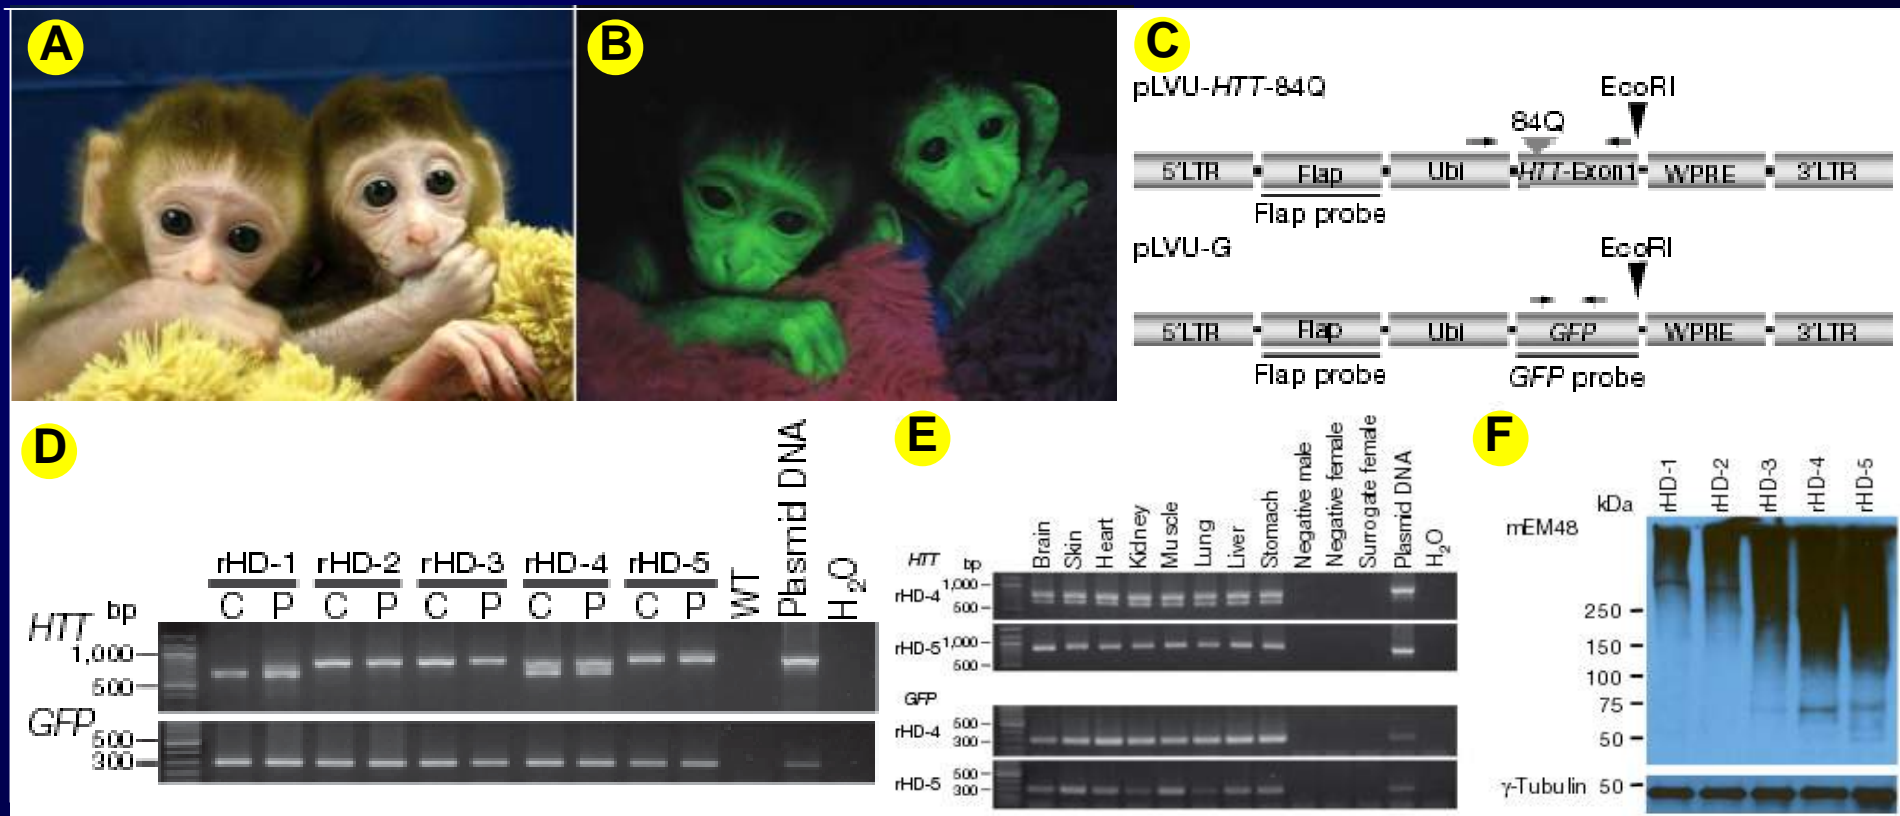 A
B
C
pLVU-HTT-84Q
EcoRI
84Q
5'LTR
Flap
Ubi
HTT-Exon1
WPRE
3'LTR
Flap probe
pLVU-G
EcoRI
5'LTR
Flap
Ubi
GFP
WPRE
3'LTR
Flap probe
GFP probe
D
rHD-1 rHD-2 rHD-3 rHD-4 rHD-5 WT Plasmid DNA H2O
C P C P C P C P C P
HTT bp
1,000
500
GFP
500
300
E
Brain Skin Heart Kidney Muscle Lung Liver Stomach Negative male Negative female Surrogate female Plasmid DNA H2O
HTT bp
rHD-4 1,000
500
rHD-5 1,000
500
GFP
rHD-4 500
300
rHD-5 500
300
F
rHD-1 rHD-2 rHD-3 rHD-4 rHD-5
kDa
mEM48
250
150
100
75
50
γ-Tubulin 50